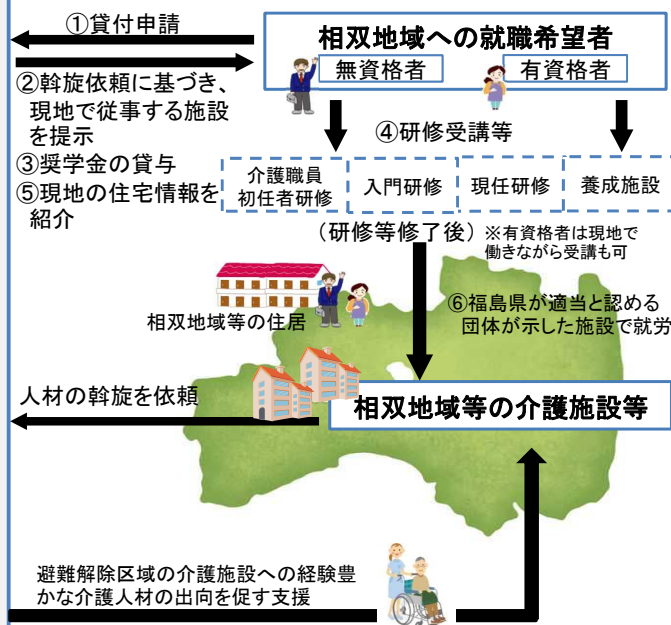 ①貸付申請
相双地域への就職希望者
無資格者
有資格者
②斡旋依頼に基づき、
現地で従事する施設
を提示
③奨学金の貸与
⑤現地の住宅情報を
紹介
④研修受講等
介護職員
初任者研修
入門研修
現任研修
養成施設
（研修等修了後）
※有資格者は現地で
働きながら受講も可
相双地域等の住居
⑥福島県が適当と認める
団体が示した施設で就労
人材の斡旋を依頼
相双地域等の介護施設等
避難解除区域の介護施設への経験豊
かな介護人材の出向を促す支援